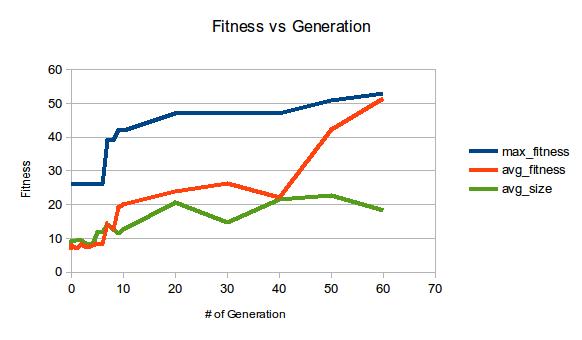 Fitness vs Generation
60
50
40
30
20
10
0
Fitness
0 10 20 30 40 50 60 70
# of Generation
max_fitness
avg_fitness
avg_size